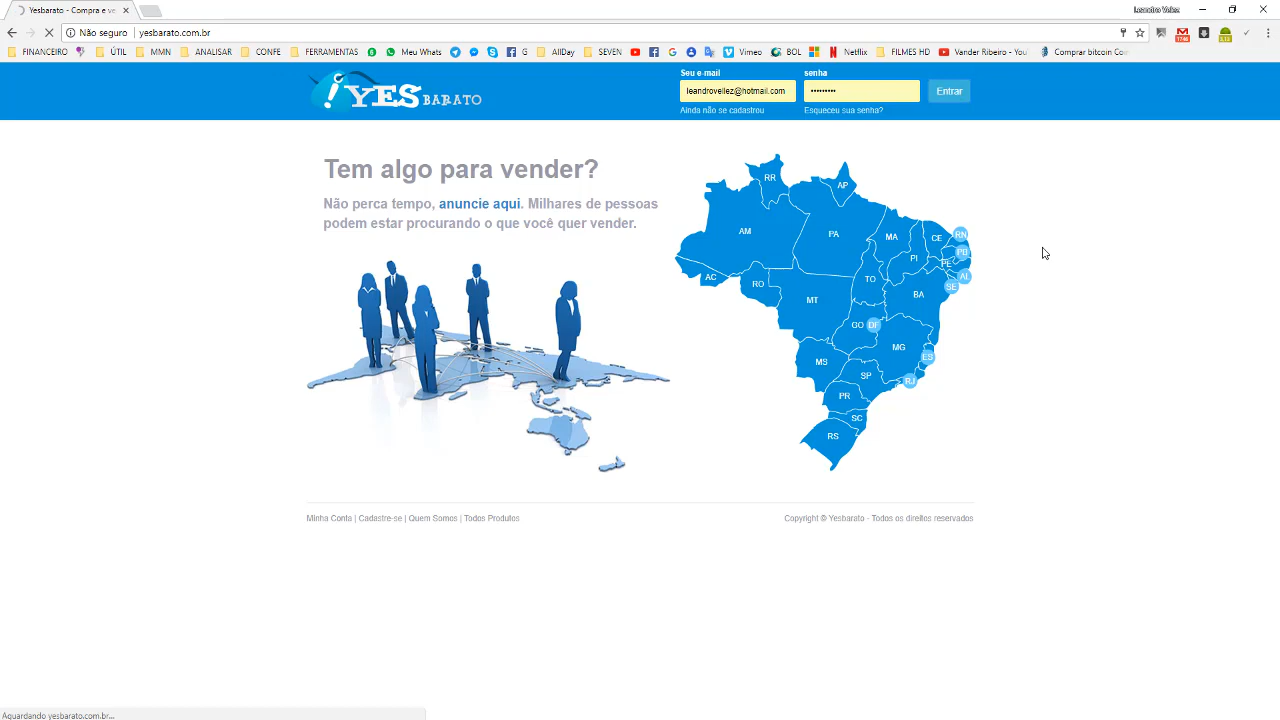 Yesbarato - Compra e ve
Leandro Vellez
Não seguro
yesbarato.com.br
FINANCEIRO
ÚTIL
MMN
ANALISAR
CONFE
FERRAMENTAS
Meu Whats
G
AllDay
SEVEN
Vimeo
BOL
Netflix
FILMES HD
Vander Ribeiro - You
Comprar bitcoin Com
YES BARATO
Seu e-mail
senha
leandrovellez@hotmail.com
•••••••••
Entrar
Ainda não se cadastrou
Esqueceu sua senha?
Tem algo para vender?
Não perca tempo, anuncie aqui. Milhares de pessoas
podem estar procurando o que você quer vender.
RR
AP
AM
PA
MA
CE
RN
PB
PI
PE
AC
RO
TO
AL
SE
MT
BA
GO
DF
MG
ES
MS
SP
RJ
PR
SC
RS
Minha Conta | Cadastre-se | Quem Somos | Todos Produtos
Copyright © Yesbarato - Todos os direitos reservados
Aguardando yesbarato.com.br...